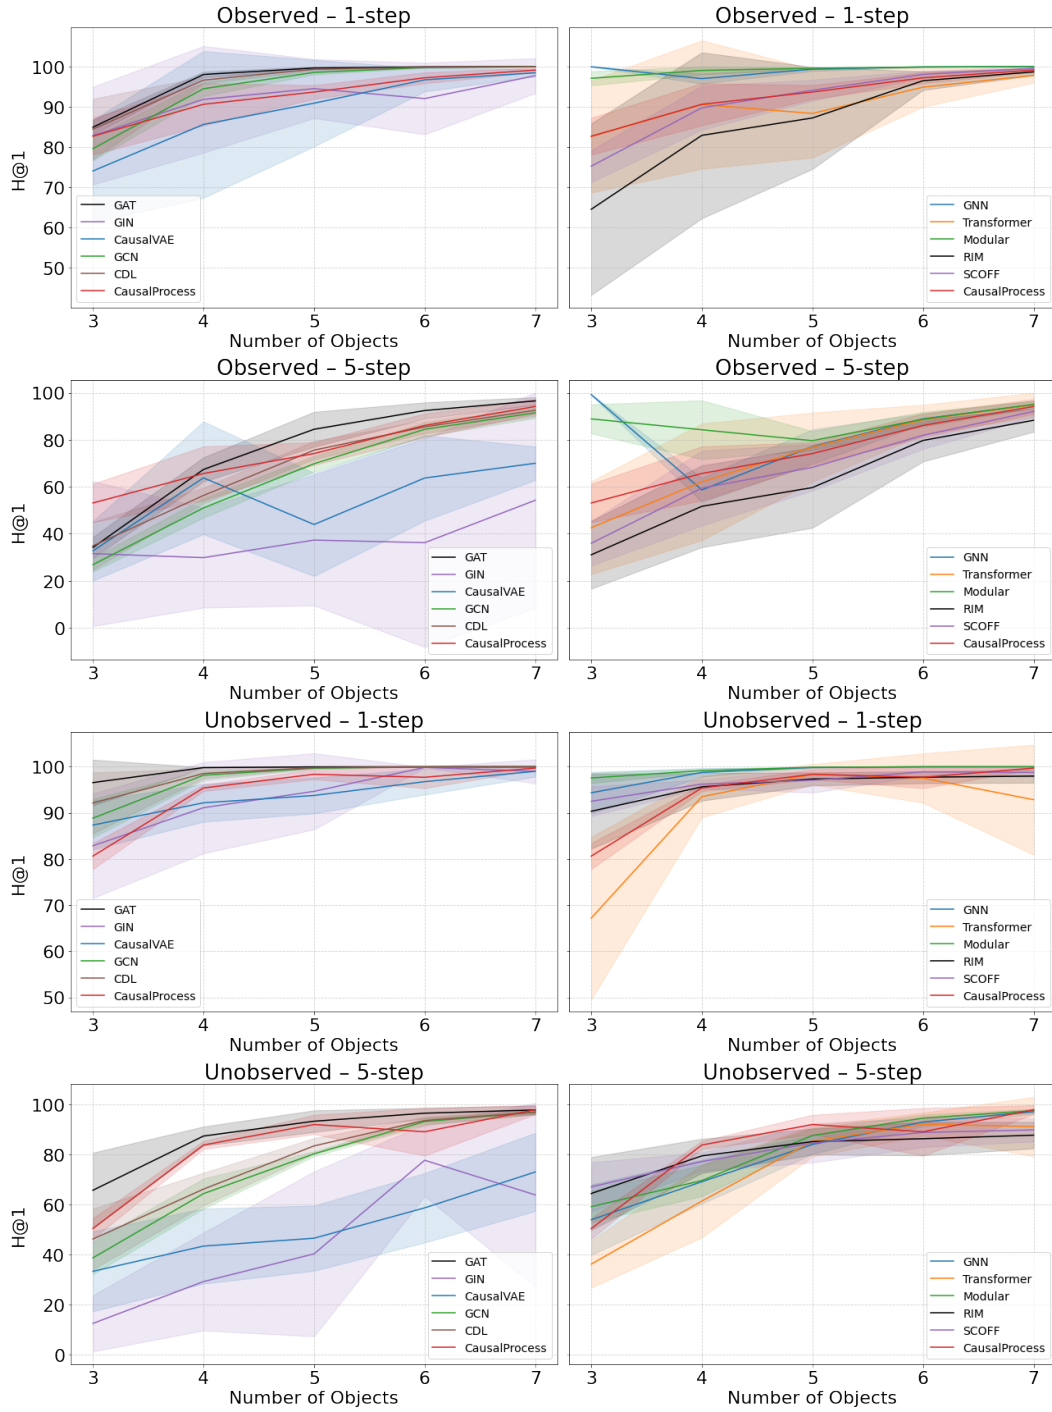 Observed – 1-step
H@1
100
90
80
70
60
50
GAT
GIN
CausalVAE
GCN
CDL
CausalProcess
3 4 5 6 7
Number of Objects
Observed – 1-step
GNN
Transformer
Modular
RIM
SCOFF
CausalProcess
3 4 5 6 7
Number of Objects
Observed – 5-step
H@1
100
80
60
40
20
0
GAT
GIN
CausalVAE
GCN
CDL
CausalProcess
3 4 5 6 7
Number of Objects
Observed – 5-step
GNN
Transformer
Modular
RIM
SCOFF
CausalProcess
3 4 5 6 7
Number of Objects
Unobserved – 1-step
H@1
100
90
80
70
60
50
GAT
GIN
CausalVAE
GCN
CDL
CausalProcess
3 4 5 6 7
Number of Objects
Unobserved – 1-step
GNN
Transformer
Modular
RIM
SCOFF
CausalProcess
3 4 5 6 7
Number of Objects
Unobserved – 5-step
H@1
100
80
60
40
20
0
GAT
GIN
CausalVAE
GCN
CDL
CausalProcess
3 4 5 6 7
Number of Objects
Unobserved – 5-step
GNN
Transformer
Modular
RIM
SCOFF
CausalProcess
3 4 5 6 7
Number of Objects